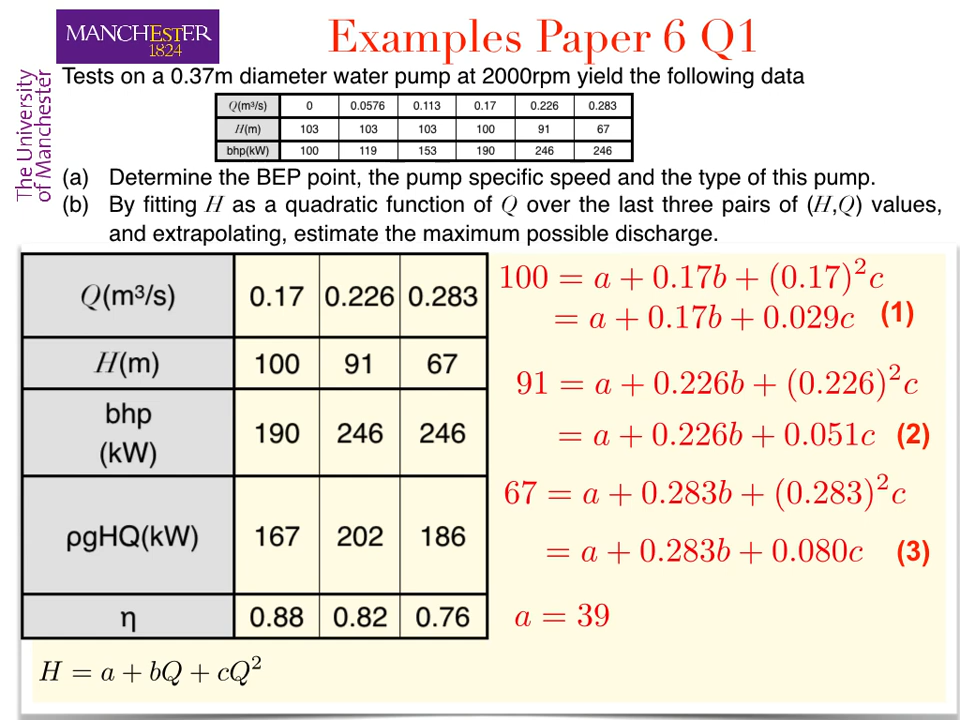 MANCHESTER
1824
The University
of Manchester
Examples Paper 6 Q1
Tests on a 0.37m diameter water pump at 2000rpm yield the following data
Q(m³/s) 0 0.0576 0.113 0.17 0.226 0.283
H(m) 103 103 103 100 91 67
bhp(kW) 100 119 153 190 246 246
(a) Determine the BEP point, the pump specific speed and the type of this pump.
(b) By fitting H as a quadratic function of Q over the last three pairs of (H,Q) values,
and extrapolating, estimate the maximum possible discharge.
Q(m³/s) 0.17 0.226 0.283
H(m) 100 91 67
bhp
(kW) 190 246 246
ρgHQ(kW) 167 202 186
η 0.88 0.82 0.76
H = a + bQ + cQ²
100 = a + 0.17b + (0.17)²c
= a + 0.17b + 0.029c (1)
91 = a + 0.226b + (0.226)²c
= a + 0.226b + 0.051c (2)
67 = a + 0.283b + (0.283)²c
= a + 0.283b + 0.080c (3)
a = 39